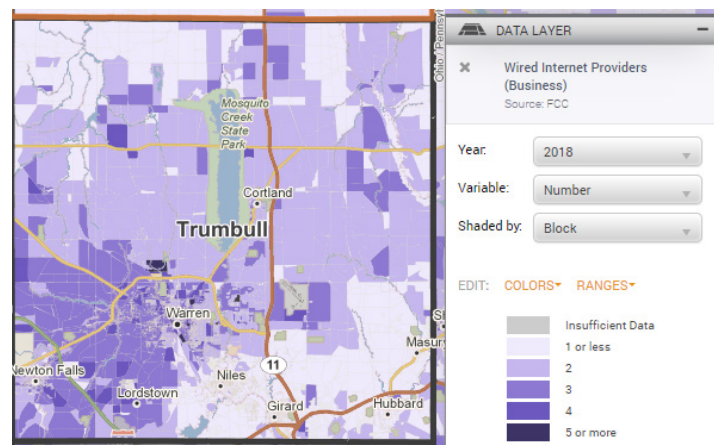 Mosquito
Creek
State
Park
Cortland
Trumbull
Warren
Newton Falls
Lordstown
Niles
Girard
Hubbard
Masury
11
Ohio / Pennsyl
DATA LAYER
Wired Internet Providers
(Business)
Source: FCC
Year:
2018
Variable:
Number
Shaded by:
Block
EDIT:
COLORS
RANGES
Insufficient Data
1 or less
2
3
4
5 or more